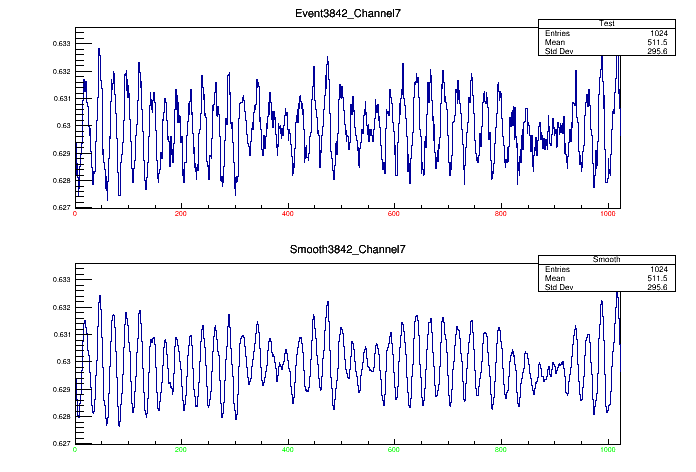 Event3842_Channel7
Test
Entries 1024
Mean 511.5
Std Dev 295.6
0.633
0.632
0.631
0.63
0.629
0.628
0.627
0 200 400 600 800 1000
Smooth3842_Channel7
Smooth
Entries 1024
Mean 511.5
Std Dev 295.6
0.633
0.632
0.631
0.63
0.629
0.628
0.627
0 200 400 600 800 1000